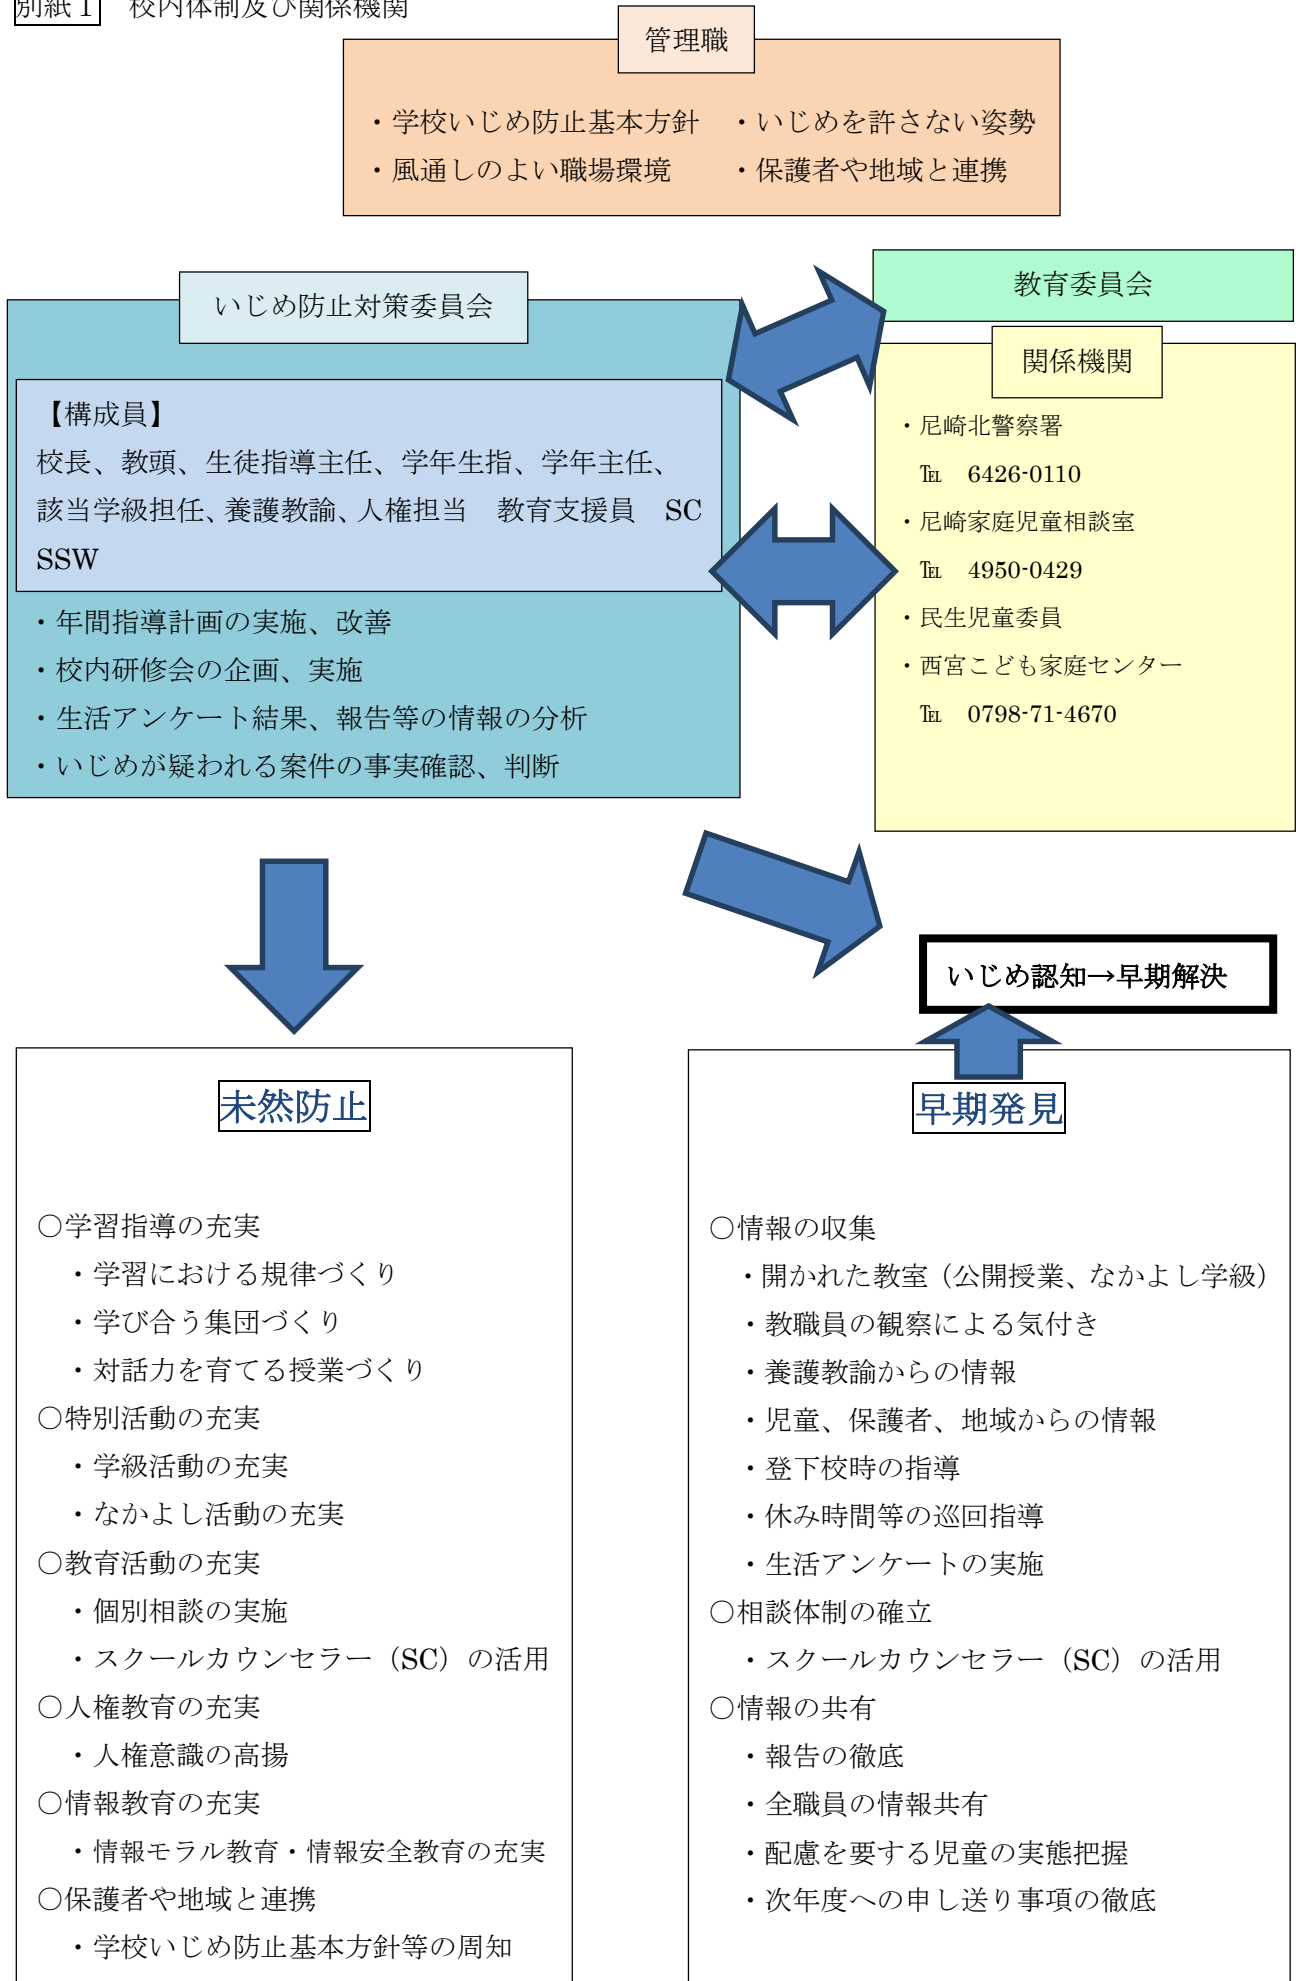 別紙１　校内体制及び関係機関
管理職
・学校いじめ防止基本方針　・いじめを許さない姿勢
・風通しのよい職場環境　　・保護者や地域と連携
いじめ防止対策委員会
【構成員】
校長、教頭、生徒指導主任、学年生指、学年主任、
該当学級担任、養護教諭、人権担当　教育支援員　SC
SSW
・年間指導計画の実施、改善
・校内研修会の企画、実施
・生活アンケート結果、報告等の情報の分析
・いじめが疑われる案件の事実確認、判断
教育委員会
関係機関
・尼崎北警察署
℡　6426-0110
・尼崎家庭児童相談室
℡　4950-0429
・民生児童委員
・西宮こども家庭センター
℡　0798-71-4670
いじめ認知→早期解決
未然防止
〇学習指導の充実
・学習における規律づくり
・学び合う集団づくり
・対話力を育てる授業づくり
〇特別活動の充実
・学級活動の充実
・なかよし活動の充実
〇教育活動の充実
・個別相談の実施
・スクールカウンセラー（SC）の活用
〇人権教育の充実
・人権意識の高揚
〇情報教育の充実
・情報モラル教育・情報安全教育の充実
〇保護者や地域と連携
・学校いじめ防止基本方針等の周知
早期発見
〇情報の収集
・開かれた教室（公開授業、なかよし学級）
・教職員の観察による気付き
・養護教諭からの情報
・児童、保護者、地域からの情報
・登下校時の指導
・休み時間等の巡回指導
・生活アンケートの実施
〇相談体制の確立
・スクールカウンセラー（SC）の活用
〇情報の共有
・報告の徹底
・全職員の情報共有
・配慮を要する児童の実態把握
・次年度への申し送り事項の徹底